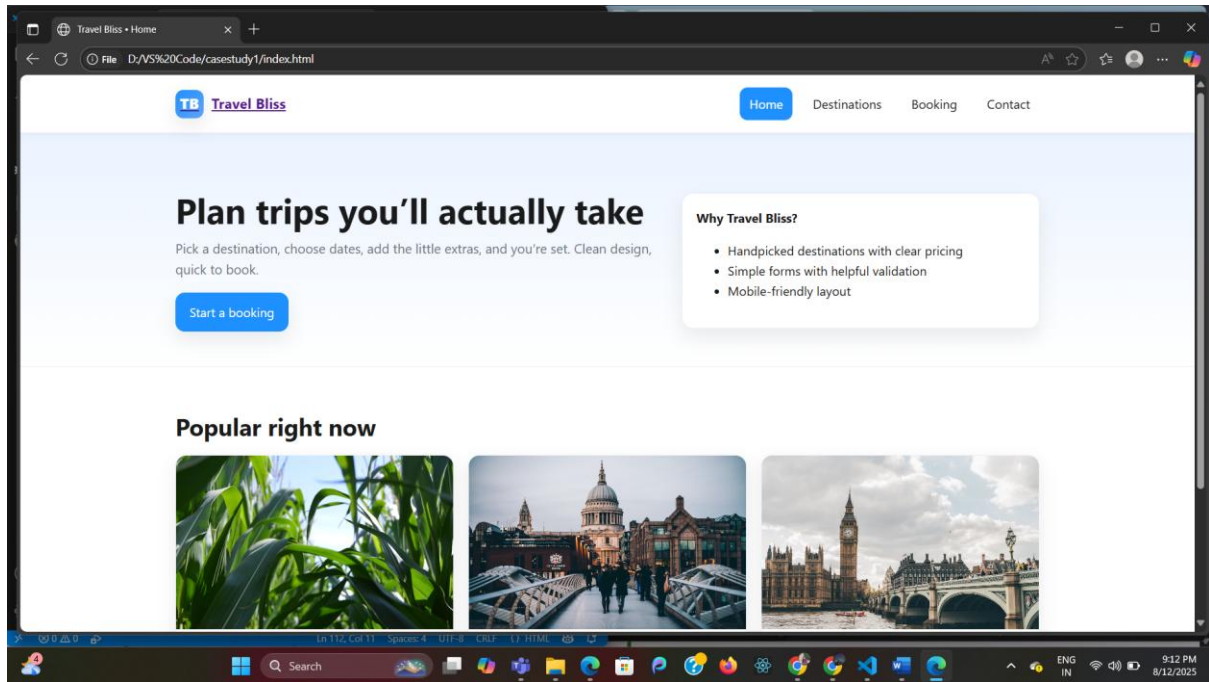 Travel Bliss • Home
File D:/VS%20Code/casestudy1/index.html
TB Travel Bliss Home Destinations Booking Contact
Plan trips you’ll actually take
Pick a destination, choose dates, add the little extras, and you’re set. Clean design,
quick to book.
Start a booking
Why Travel Bliss?
• Handpicked destinations with clear pricing
• Simple forms with helpful validation
• Mobile-friendly layout
Popular right now
0 0 Ln 112, Col 11 Spaces: 4 UTF-8 CRLF {} HTML
4 Search ENG 9:12 PM
IN 8/12/2025